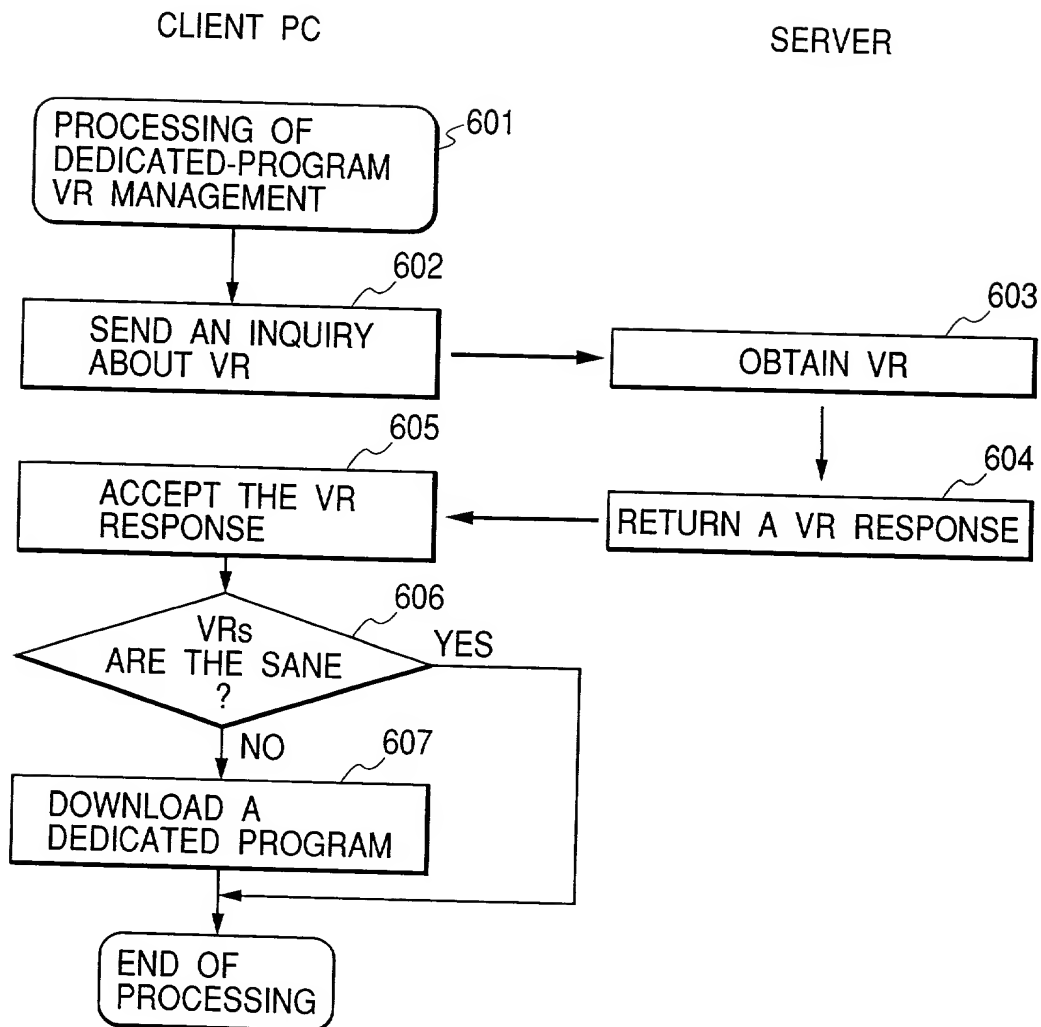 CLIENT PC
SERVER
PROCESSING OF
DEDICATED-PROGRAM
VR MANAGEMENT
601
602
SEND AN INQUIRY
ABOUT VR
603
OBTAIN VR
604
RETURN A VR RESPONSE
605
ACCEPT THE VR
RESPONSE
606
VRs
ARE THE SANE
?
YES
NO
607
DOWNLOAD A
DEDICATED PROGRAM
END OF
PROCESSING